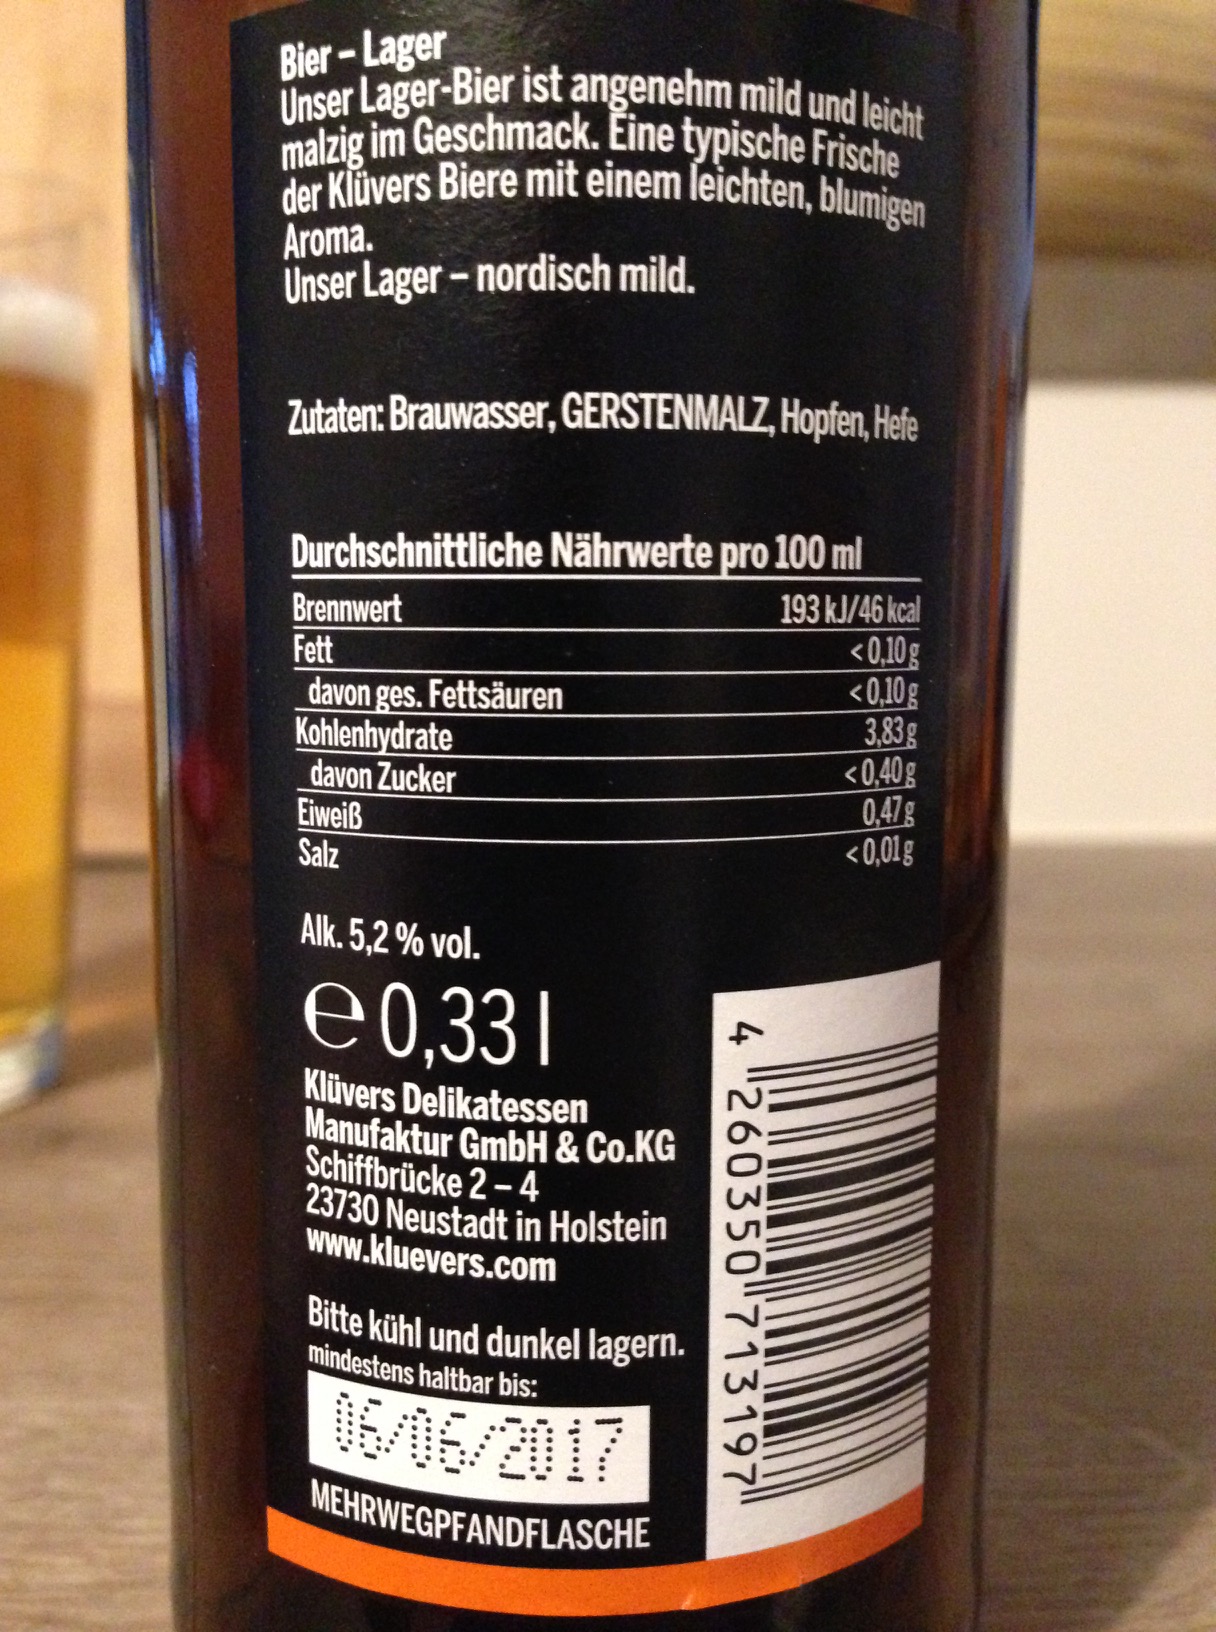 Bier – Lager
Unser Lager-Bier ist angenehm mild und leicht
malzig im Geschmack. Eine typische Frische
der Klüvers Biere mit einem leichten, blumigen
Aroma.
Unser Lager – nordisch mild.
Zutaten: Brauwasser, GERSTENMALZ, Hopfen, Hefe
Durchschnittliche Nährwerte pro 100 ml
Brennwert 193 kJ/46 kcal
Fett < 0,10 g
davon ges. Fettsäuren < 0,10 g
Kohlenhydrate 3,83 g
davon Zucker < 0,40 g
Eiweiß 0,47 g
Salz < 0,01 g
Alk. 5,2 % vol.
e 0,33 l
Klüvers Delikatessen
Manufaktur GmbH & Co.KG
Schiffbrücke 2 – 4
23730 Neustadt in Holstein
www.kluevers.com
Bitte kühl und dunkel lagern.
mindestens haltbar bis:
06/06/2017
MEHRWEGPFANDFLASCHE
4 260350 713197